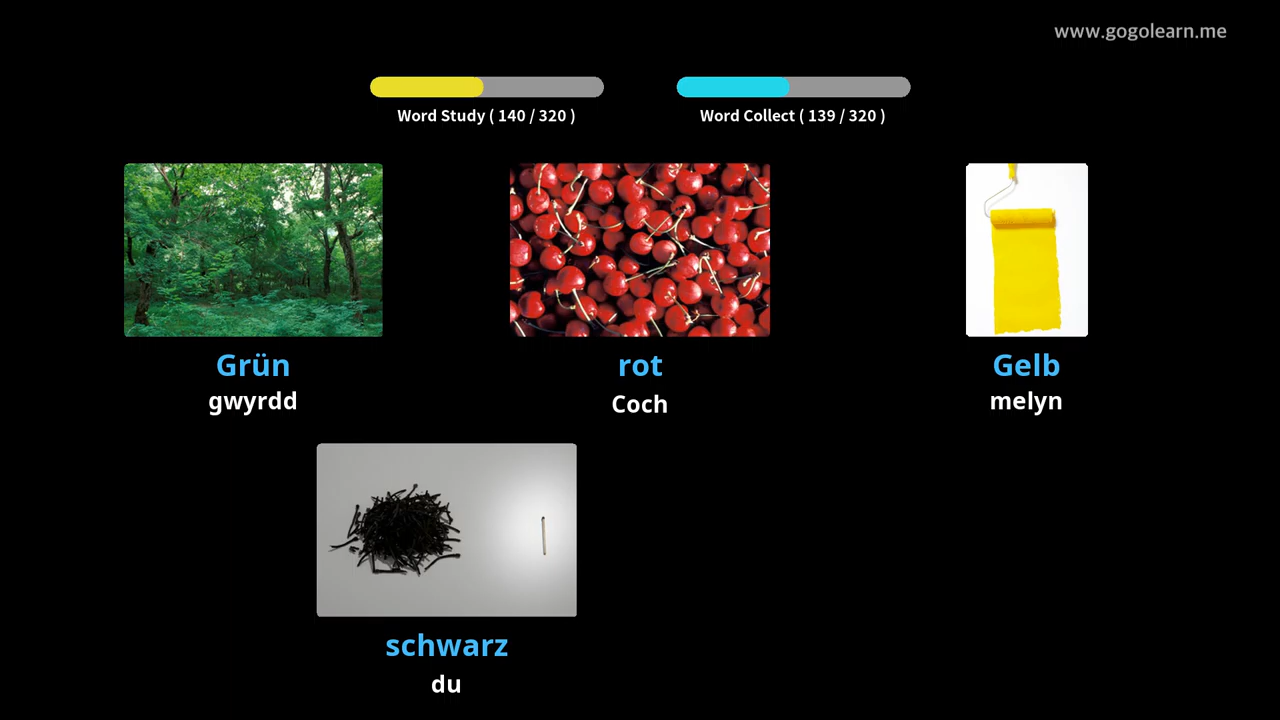 www.gogolearn.me
Word Study ( 140 / 320 )
Word Collect ( 139 / 320 )
Grün
gwyrdd
rot
Coch
Gelb
melyn
schwarz
du